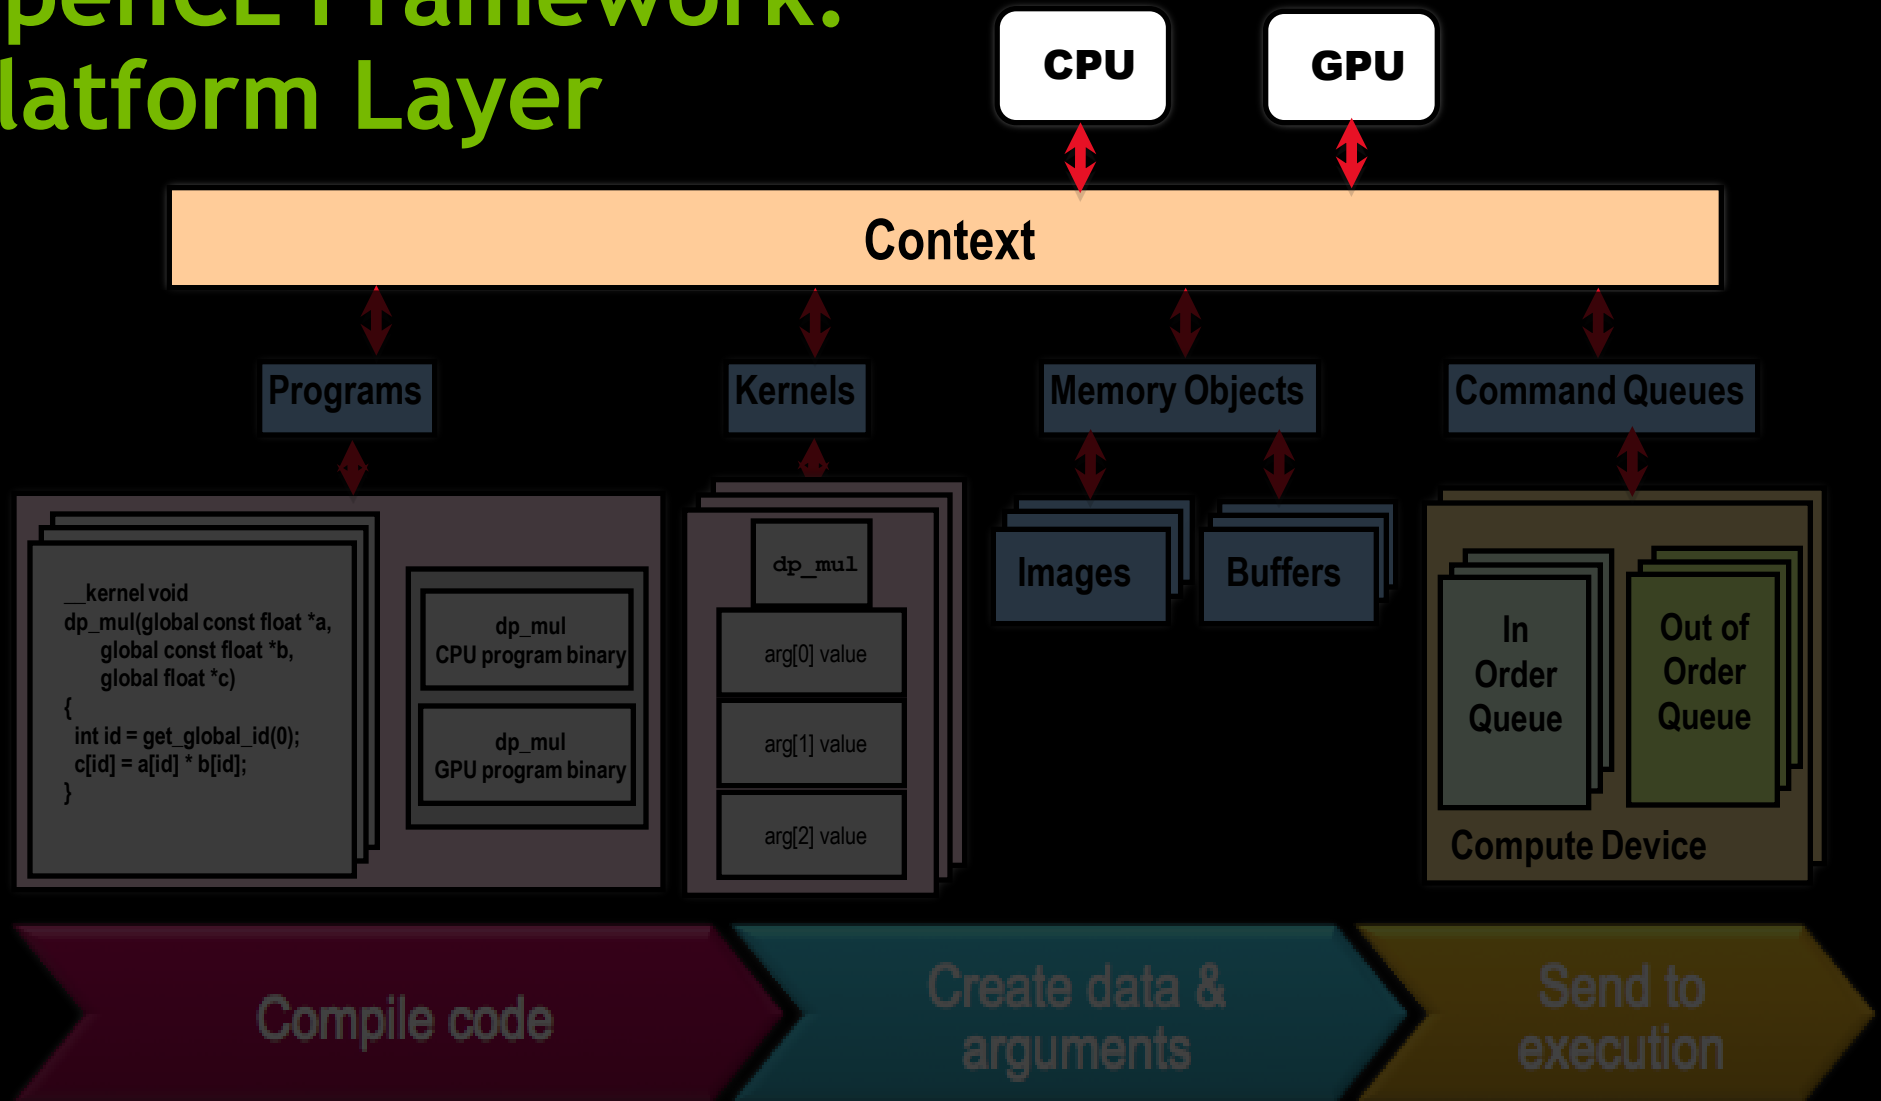 penCL Framework:
latform Layer
CPU
GPU
Context
Programs
Kernels
Memory Objects
Command Queues
__kernel void
dp_mul(global const float *a,
global const float *b,
global float *c)
{
int id = get_global_id(0);
c[id] = a[id] * b[id];
}
dp_mul
CPU program binary
dp_mul
GPU program binary
dp_mul
arg[0] value
arg[1] value
arg[2] value
Images
Buffers
In
Order
Queue
Out of
Order
Queue
Compute Device
Compile code
Create data &
arguments
Send to
execution